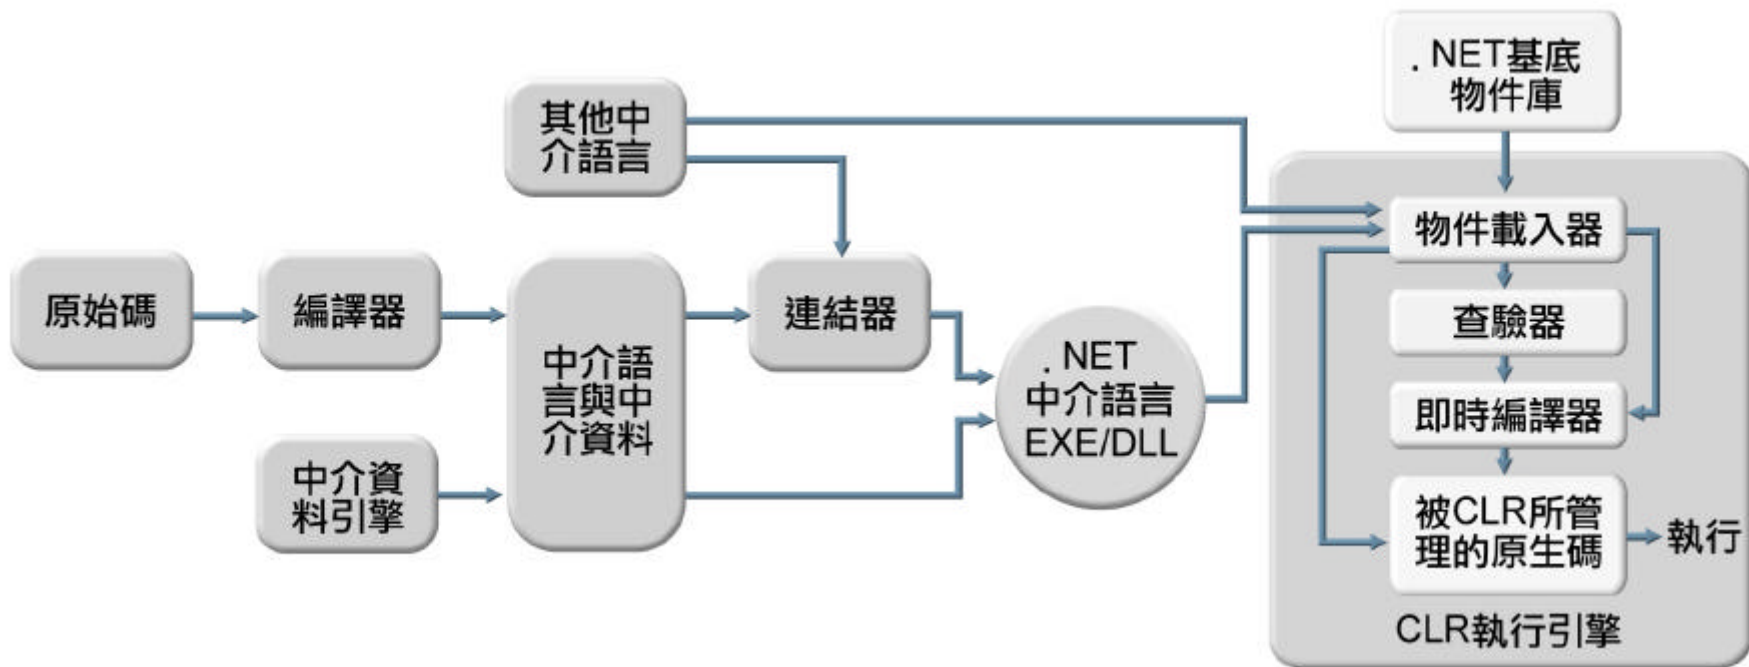 . NET基底
物件庫
其他中
介語言
物件載入器
原始碼
編譯器
連結器
查驗器
中介語
言與中
介資料
. NET
中介語言
EXE/DLL
即時編譯器
中介資
料引擎
被CLR所管
理的原生碼
執行
CLR執行引擎